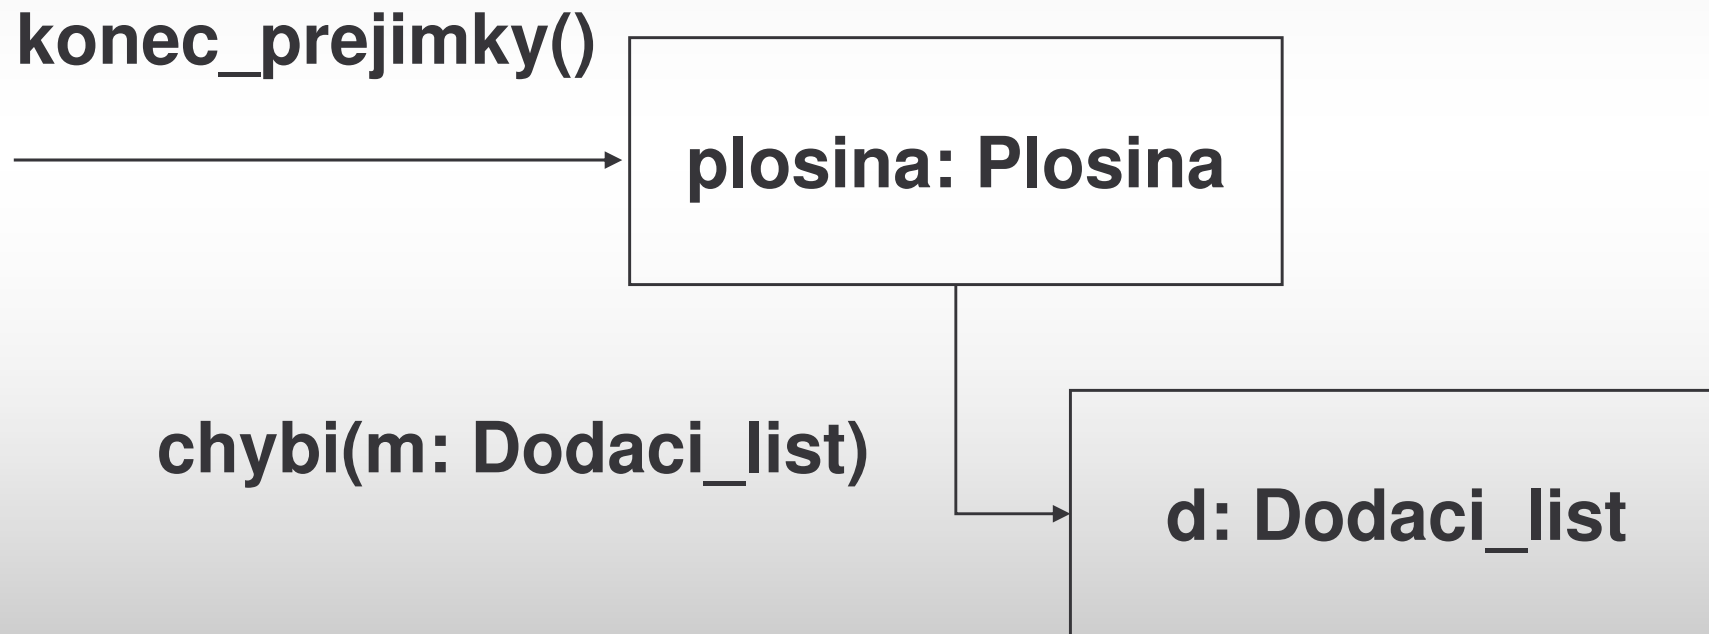 konec_prejimky()
plosina: Plosina
chybi(m: Dodaci_list)
d: Dodaci_list